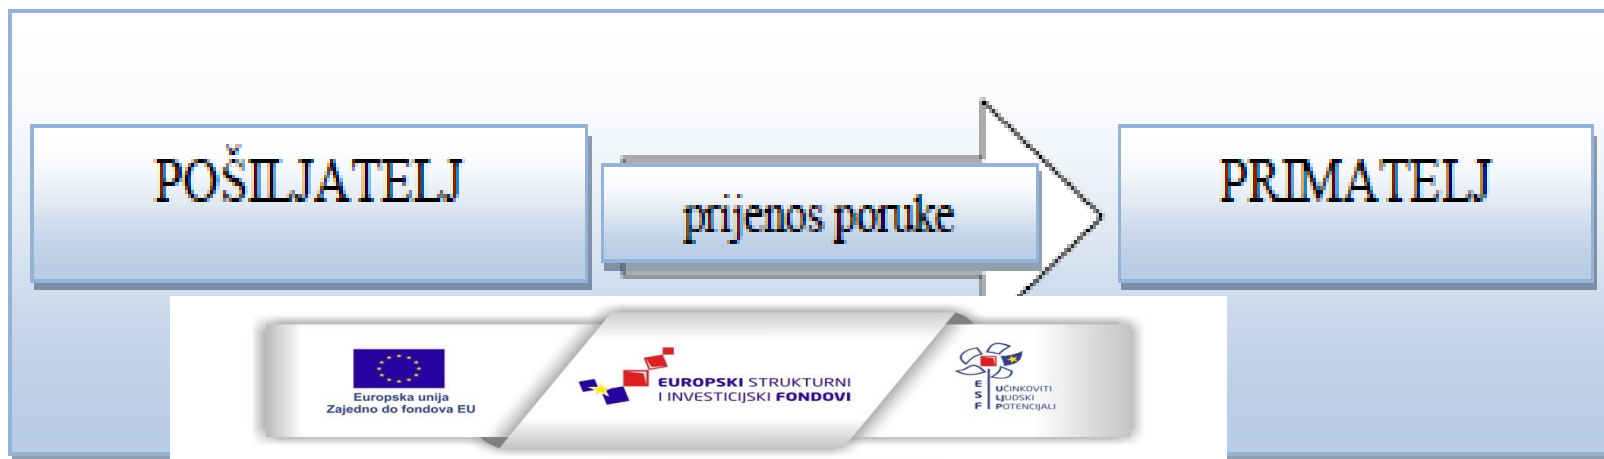 POŠILJATELJ
prijenos poruke
PRIMATELJ
Europska unija
Zajedno do fondova EU
EUROPSKI STRUKTURNI
I INVESTICIJSKI FONDOVI
E UČINKOVITI
S LJUDSKI
F POTENCIJALI